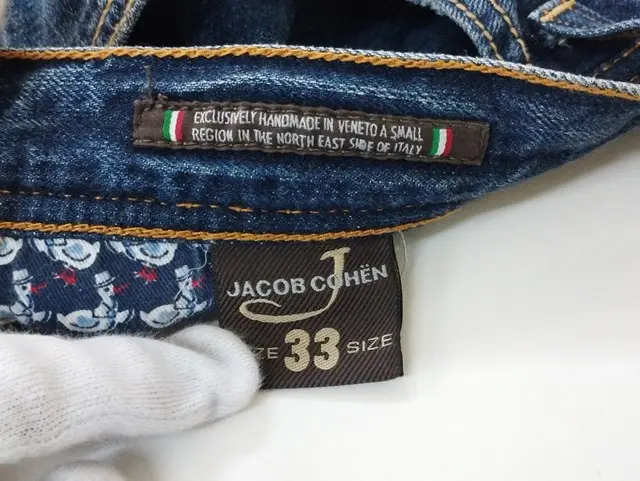 EXCLUSIVELY HANDMADE IN VENETO A SMALL
REGION IN THE NORTH EAST SIDE OF ITALY
J
JACOB COHËN
33 SIZE